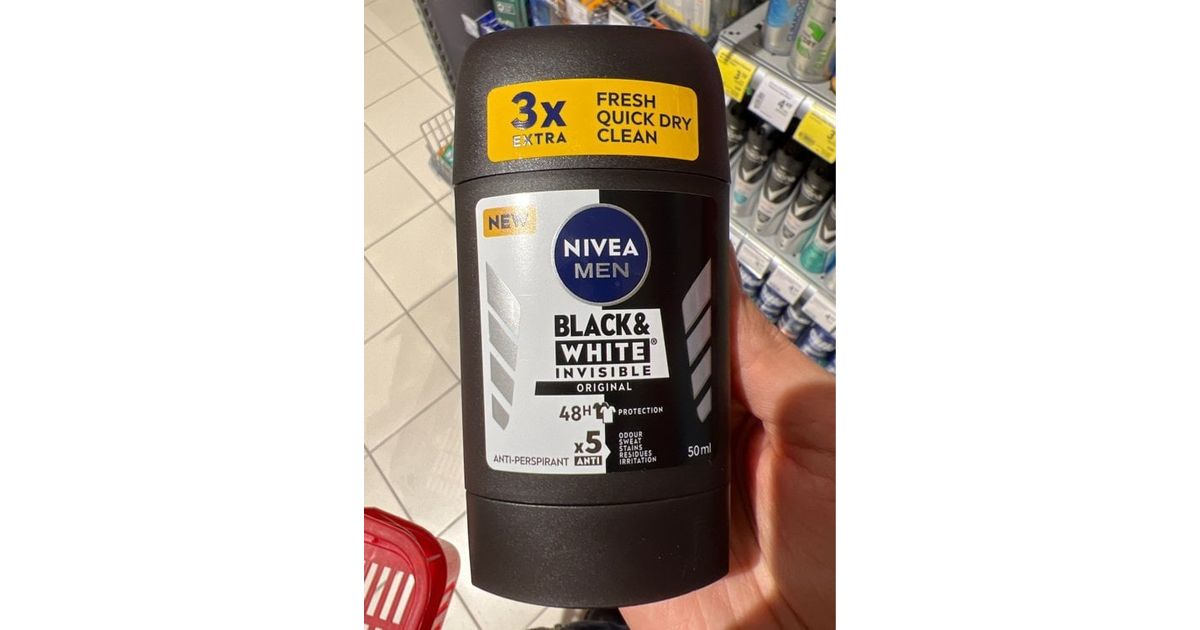 3x
EXTRA
FRESH
QUICK DRY
CLEAN
NEW
NIVEA
MEN
BLACK&
WHITE®
INVISIBLE
ORIGINAL
48H PROTECTION
x5
ANTI
ODOUR
SWEAT
STAINS
RESIDUES
IRRITATION
ANTI-PERSPIRANT
50ml